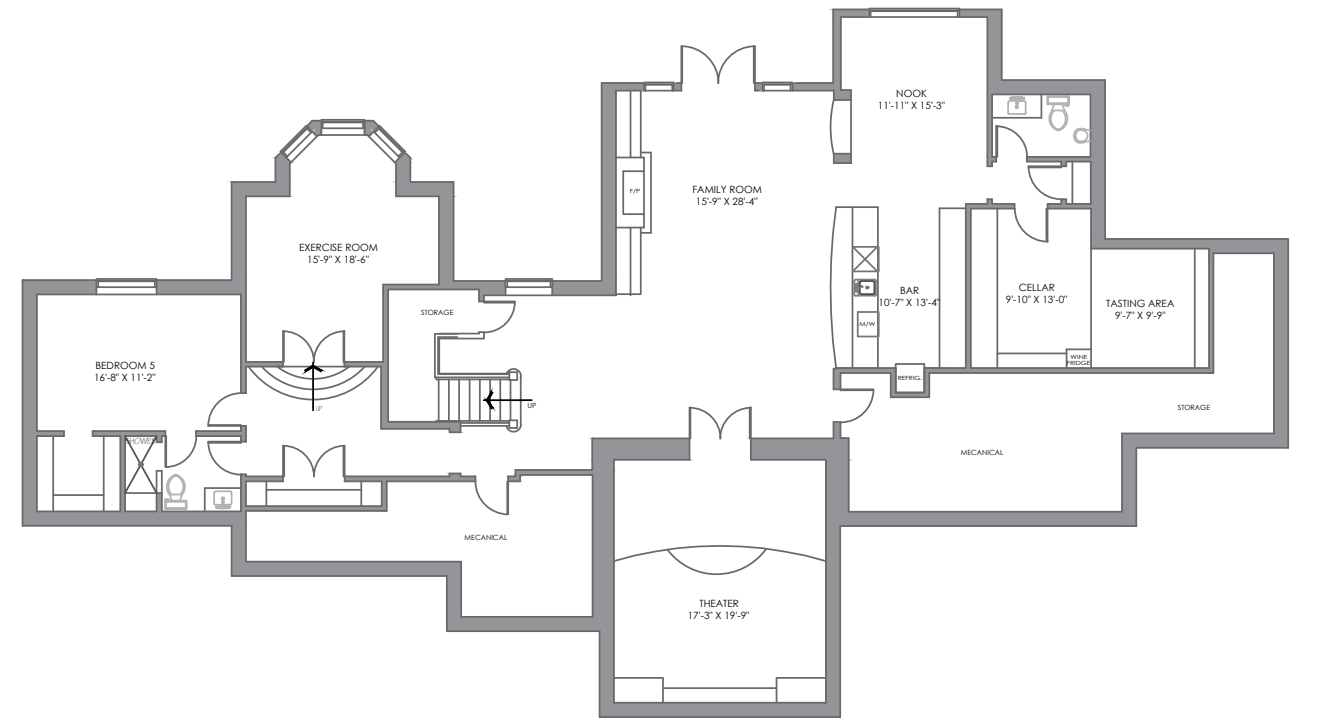 NOOK
11'-11" X 15'-3"
FAMILY ROOM
15'-9" X 28'-4"
F/P
EXERCISE ROOM
15'-9" X 18'-6"
STORAGE
BAR
10'-7" X 13'-4"
M/W
CELLAR
9'-10" X 13'-0"
TASTING AREA
9'-7" X 9'-9"
WINE
FRIDGE
REFRIG.
BEDROOM 5
16'-8" X 11'-2"
UP
UP
STORAGE
SHOWER
MECANICAL
MECANICAL
THEATER
17'-3" X 19'-9"